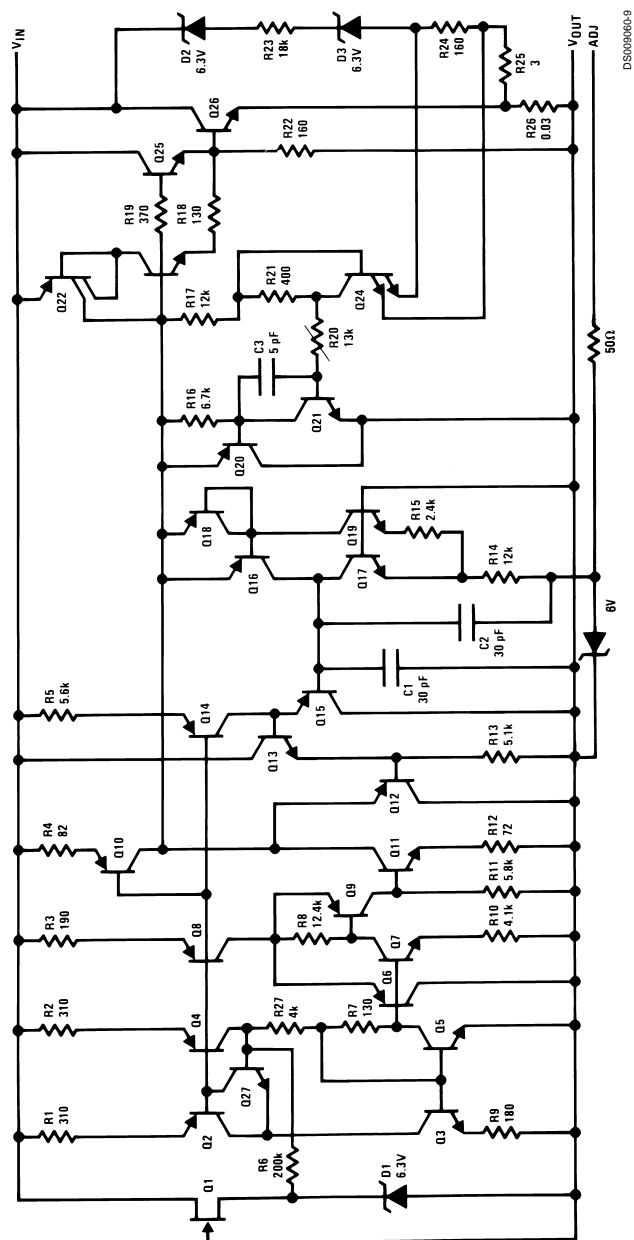 VIN
Q1
R6
200k
D1
6.3V
R1
310
Q2
Q27
Q3
R9
180
R2
310
Q4
R27
4k
R7
130
Q5
R3
190
Q8
R8
12.4k
Q9
Q6
Q7
R10
4.1k
R4
82
Q10
Q11
R11
5.8k
R12
72
Q12
Q13
R13
5.1k
R5
5.6k
Q14
Q15
C1
30 pF
C2
30 pF
6V
Q16
Q18
Q17
Q19
R15
2.4k
R14
12k
Q20
R16
6.7k
C3
5 pF
Q21
R20
13k
Q22
R17
12k
R21
400
Q24
R19
370
R18
130
50Ω
Q25
Q26
R22
160
D2
6.3V
R23
18k
D3
6.3V
R24
160
R25
3
R26
0.03
VOUT
ADJ
DS009060-9